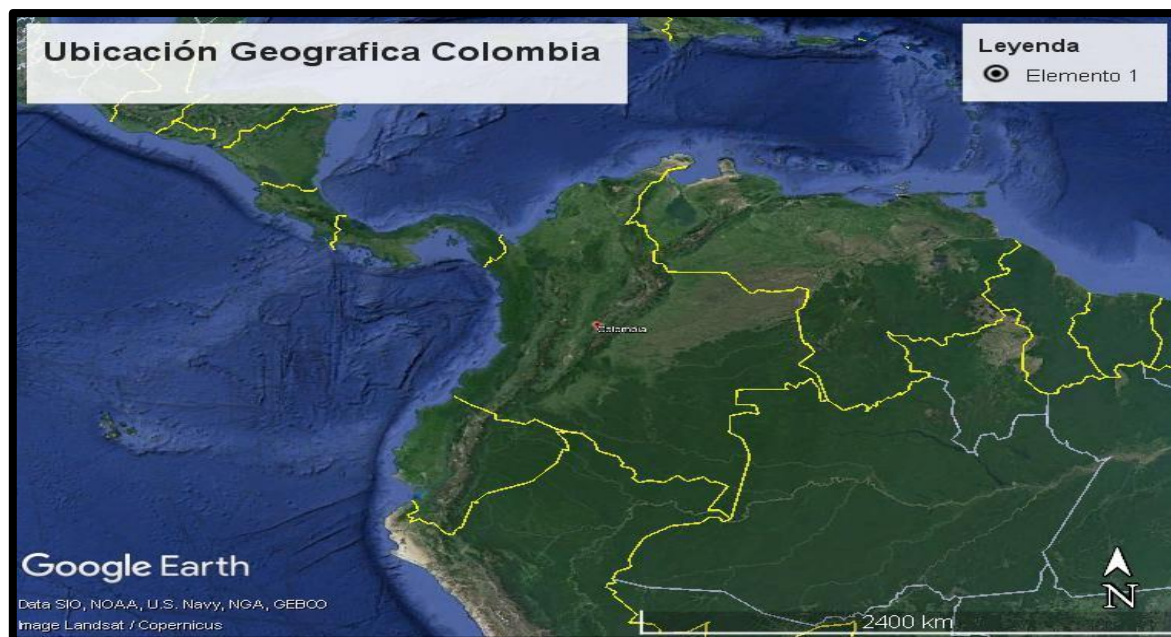 Ubicación Geografica Colombia
Leyenda
Elemento 1
Colombia
Google Earth
Data SIO, NOAA, U.S. Navy, NGA, GEBCO
Image Landsat / Copernicus
N
2400 km